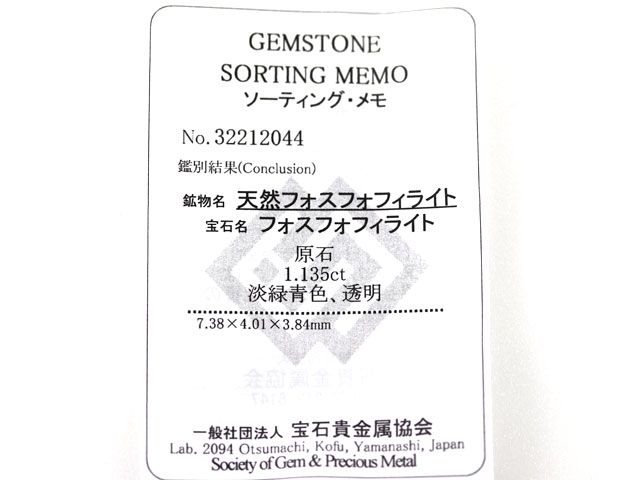 GEMSTONE
SORTING MEMO
ソーティング・メモ
No. 32212044
鑑別結果(Conclusion)
鉱物名 天然フォスフォフィライト
宝石名 フォスフォフィライト
原石
1.135ct
淡緑青色、透明
7.38×4.01×3.84mm
一般社団法人 宝石貴金属協会
Lab. 2094 Otsumachi, Kofu, Yamanashi, Japan
Society of Gem & Precious Metal